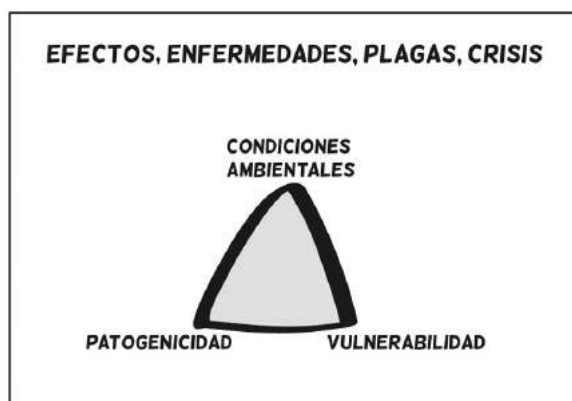 EFECTOS, ENFERMEDADES, PLAGAS, CRISIS
CONDICIONES
AMBIENTALES
PATOGENICIDAD
VULNERABILIDAD